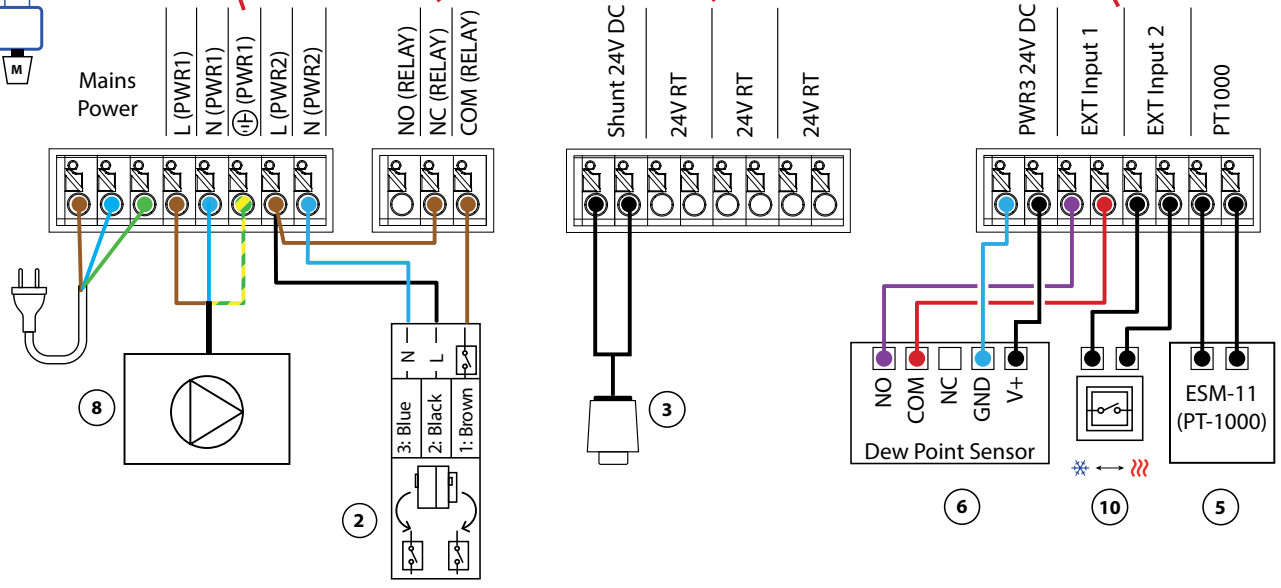 M
Mains
Power
L (PWR1)
N (PWR1)
(PWR1)
L (PWR2)
N (PWR2)
NO (RELAY)
NC (RELAY)
COM (RELAY)
Shunt 24V DC
24V RT
24V RT
24V RT
PWR3 24V DC
EXT Input 1
EXT Input 2
PT1000
8
N
L
3: Blue
2: Black
1: Brown
2
3
NO
COM
NC
GND
V+
Dew Point Sensor
6
10
ESM-11
(PT-1000)
5